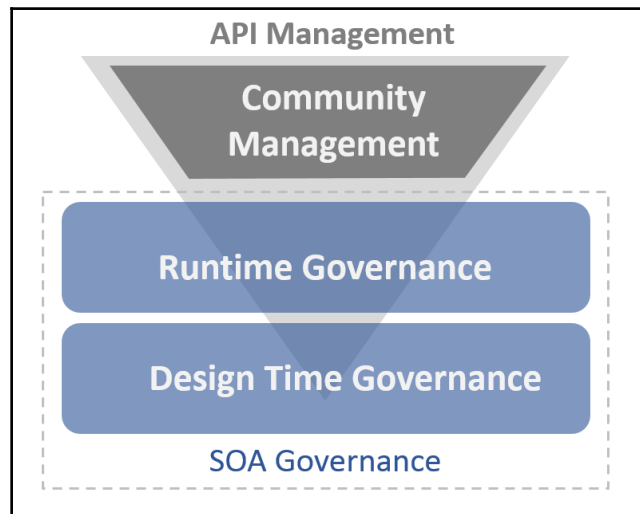 API Management
Community
Management
Runtime Governance
Design Time Governance
SOA Governance